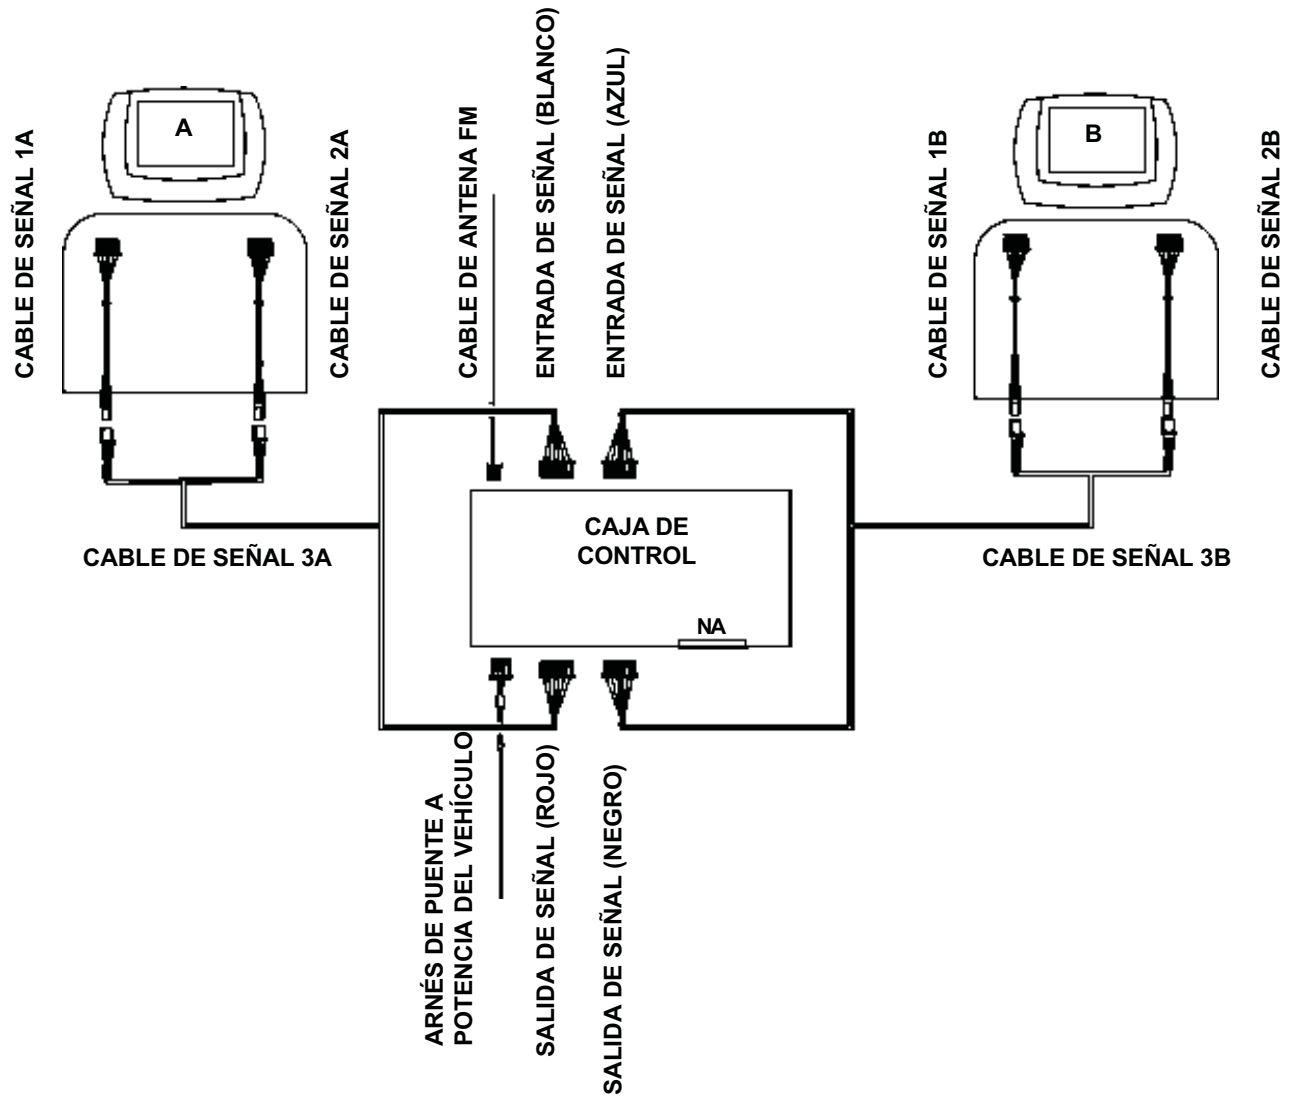 CABLE DE SEÑAL 1A
A
CABLE DE SEÑAL 2A
CABLE DE ANTENA FM
ENTRADA DE SEÑAL (BLANCO)
ENTRADA DE SEÑAL (AZUL)
CABLE DE SEÑAL 1B
B
CABLE DE SEÑAL 2B
CABLE DE SEÑAL 3A
CAJA DE
CONTROL
NA
CABLE DE SEÑAL 3B
ARNÉS DE PUENTE A
POTENCIA DEL VEHÍCULO
SALIDA DE SEÑAL (ROJO)
SALIDA DE SEÑAL (NEGRO)